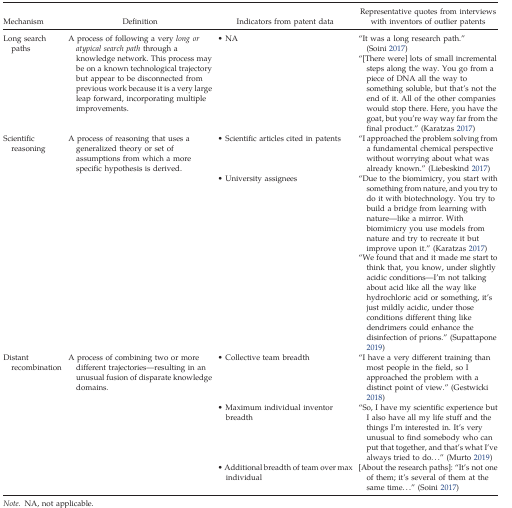 Mechanism
Definition
Indicators from patent data
Representative quotes from interviews
with inventors of outlier patents
Long search
paths
A process of following a very long or
atypical search path through a
knowledge network. This process may
be on a known technological trajectory
but appear to be disconnected from
previous work because it is a very large
leap forward, incorporating multiple
improvements.
• NA
“It was a long research path.”
(Soini 2017)
“[There were] lots of small incremental
steps along the way. You go from a
piece of DNA all the way to
something soluble, but that's not the
end of it. All of the other companies
would stop there. Here, you have the
goal, but you're way way far from the
final product.” (Karatzas 2017)
Scientific
reasoning
A process of reasoning that uses a
generalized theory or set of
assumptions from which a more
specific hypothesis is derived.
• Scientific articles cited in patents
“I approached the problem solving from
a fundamental chemical perspective
without worrying about what was
already known.” (Liebeskind 2017)
• University assignees
“Due to the biomimicry, you start with
something from nature, and you try to
do it with biotechnology. You try to
build a bridge from learning with
nature—like a mirror. With
biomimicry you use models from
nature and try to recreate it but
improve upon it.” (Karatzas 2017)
“We found that and it made me start to
think that, you know, under slightly
acidic conditions—I'm not talking
about acid like all the way like
hydrochloric acid or something, it's
just mildly acidic, under those
conditions different thing like
dendrimers could enhance the
disinfection of prions.” (Supattapone
2019)
Distant
recombination
A process of combining two or more
different trajectories—resulting in an
unusual fusion of disparate knowledge
domains.
• Collective team breadth
“I have a very different training than
most people in the field, so I
approached the problem with a
distinct point of view.” (Gestwicki
2018)
• Maximum individual inventor
breadth
“So, I have my scientific experience but
I also have all my life stuff and the
things I'm interested in. It's very
unusual to find somebody who can
put that together, and that's what I've
always tried to do…” (Murto 2019)
• Additional breadth of team over max
individual
[About the research paths]: “It's not one
of them; it's several of them at the
same time…” (Soini 2017)
Note. NA, not applicable.